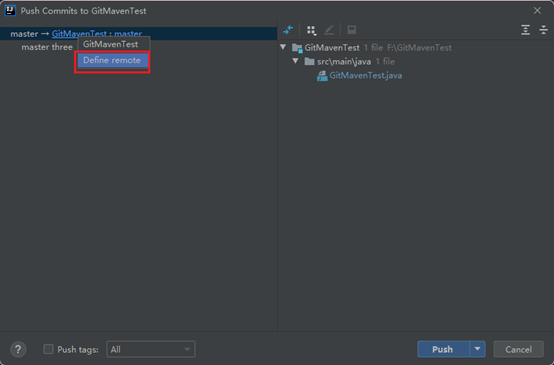 Push Commits to GitMavenTest
master → GitMavenTest : master
GitMavenTest
master three
Define remote
GitMavenTest 1 file F:\GitMavenTest
src\main\java 1 file
GitMavenTest.java
? Push tags: All
Push
Cancel